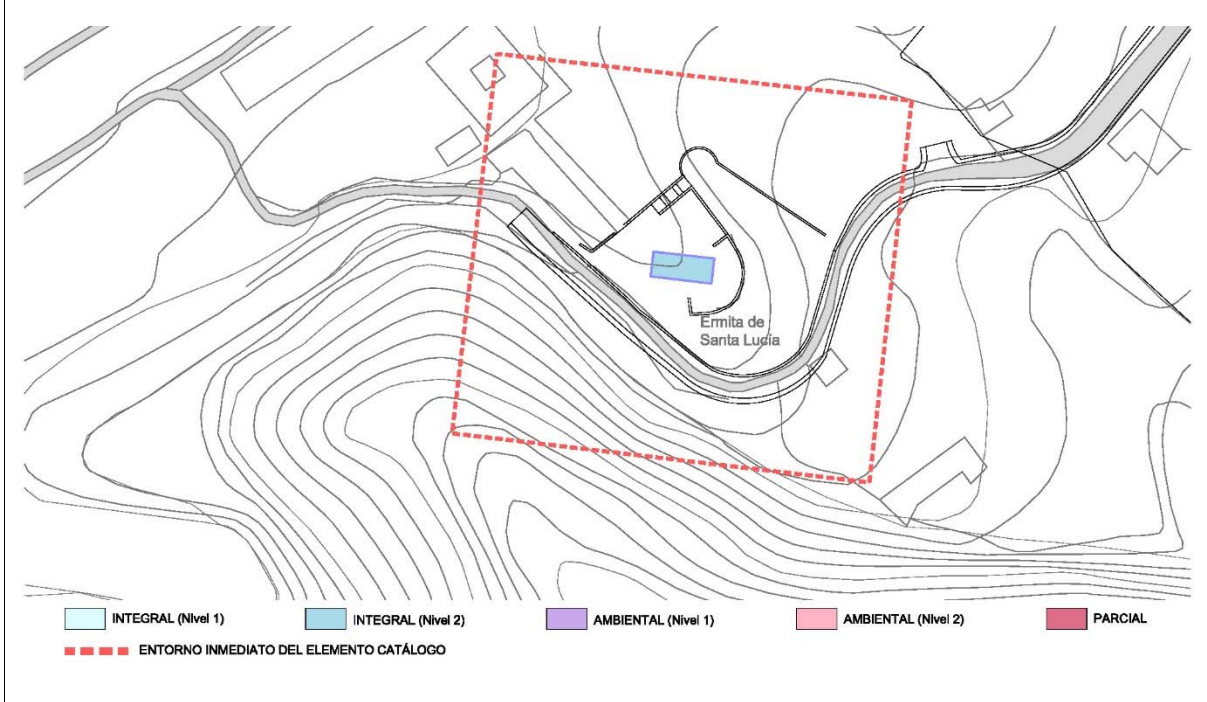 Ermita de
Santa Lucía
INTEGRAL (Nivel 1)
INTEGRAL (Nivel 2)
AMBIENTAL (Nivel 1)
AMBIENTAL (Nivel 2)
PARCIAL
ENTORNO INMEDIATO DEL ELEMENTO CATÁLOGO